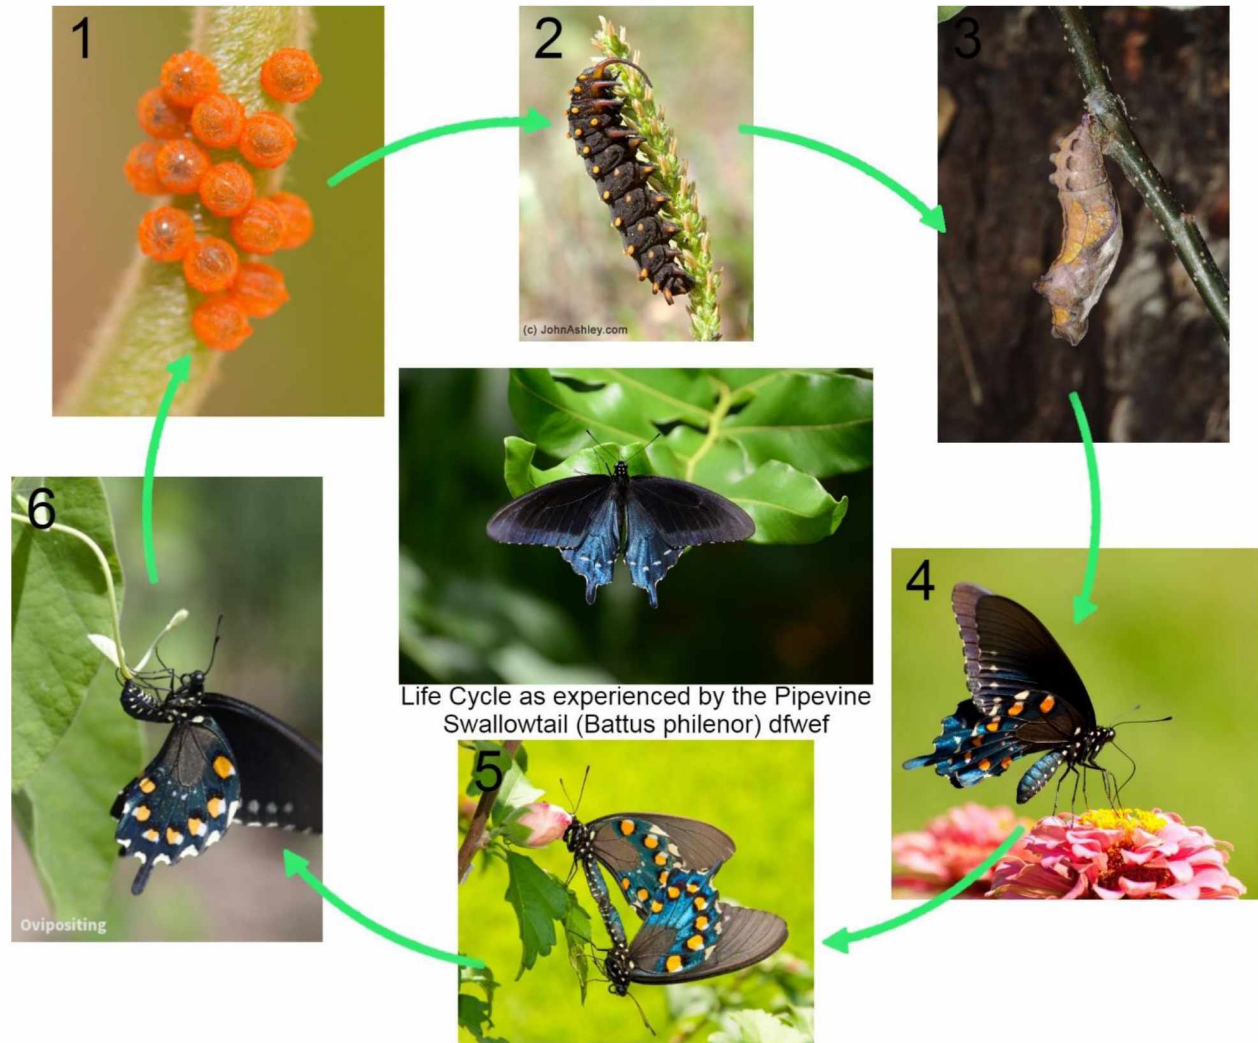 1
2
3
(c) JohnAshley.com
4
Life Cycle as experienced by the Pipevine
Swallowtail (Battus philenor) dfwef
5
6
Ovipositing